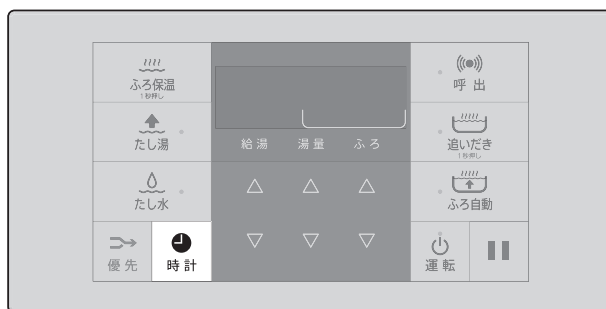 ふろ保温
1秒押し
たし湯
たし水
優先
時計
給湯 湯量 ふろ
呼出
追いだき
1秒押し
ふろ自動
運転